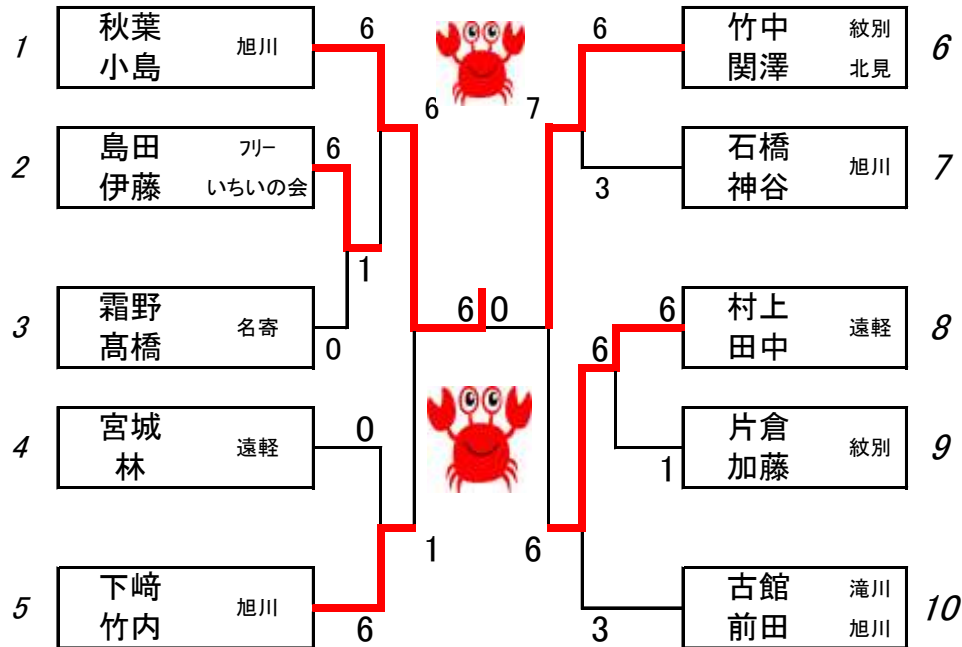 1 秋葉 小島 旭川 6
2 島田 フリー 6
伊藤 いちいの会
1
3 霜野 髙橋 名寄 0
4 宮城 林 遠軽 0
5 下﨑 竹内 旭川 6
6 1
6 0
7 6
6 竹中 紋別 6
関澤 北見
7 石橋 神谷 旭川 3
8 村上 田中 遠軽 6
6
9 片倉 加藤 紋別 1
10 古館 滝川 3
前田 旭川